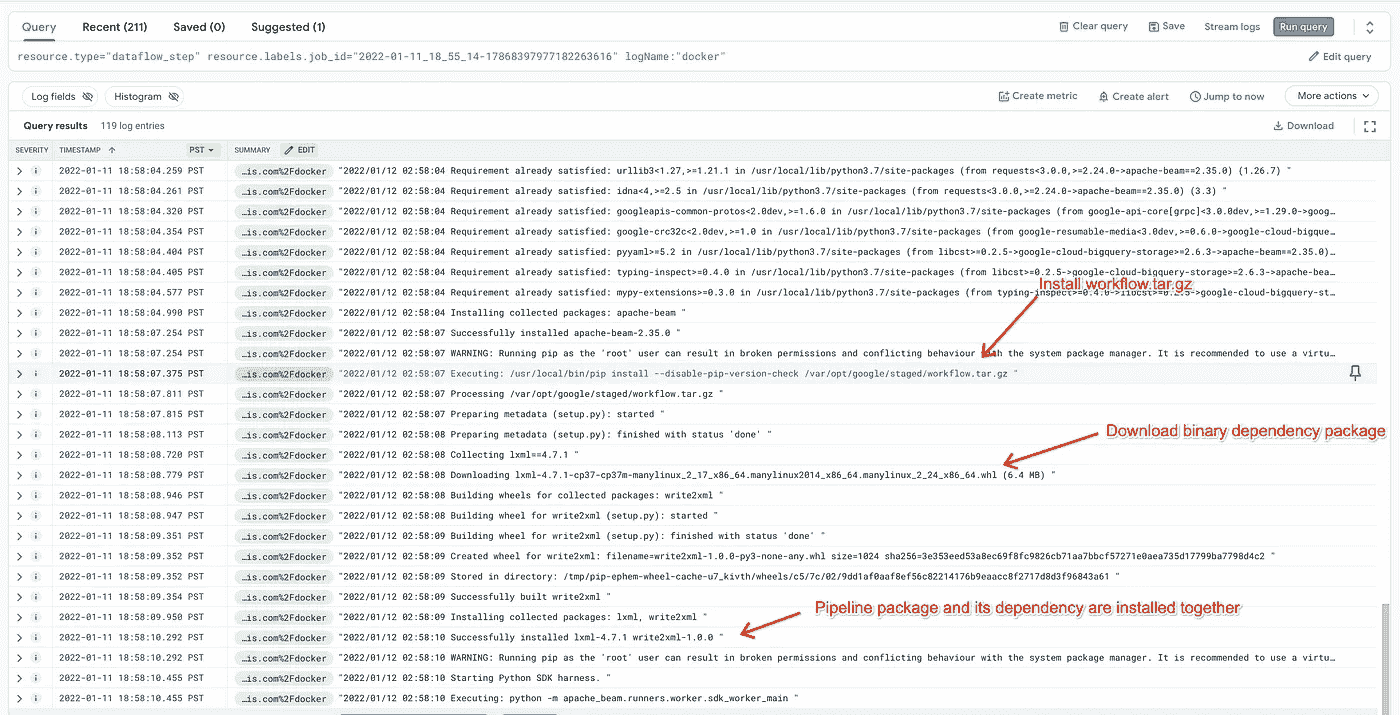 Query Recent (211) Saved (0) Suggested (1) Clear query Save Stream logs Run query
resource.type="dataflow_step" resource.labels.job_id="2022-01-11_18_55_14-17868397977182263616" logName:"docker" Edit query
Log fields Histogram Create metric Create alert Jump to now More actions
Query results 119 log entries Download
SEVERITY TIMESTAMP PST SUMMARY EDIT
2022-01-11 18:58:04.259 PST …is.com%2Fdocker "2022/01/12 02:58:04 Requirement already satisfied: urllib3<1.27,>=1.21.1 in /usr/local/lib/python3.7/site-packages (from requests<3.0.0,>=2.24.0->apache-beam==2.35.0) (1.26.7) "
2022-01-11 18:58:04.261 PST …is.com%2Fdocker "2022/01/12 02:58:04 Requirement already satisfied: idna<4,>=2.5 in /usr/local/lib/python3.7/site-packages (from requests<3.0.0,>=2.24.0->apache-beam==2.35.0) (3.3) "
2022-01-11 18:58:04.320 PST …is.com%2Fdocker "2022/01/12 02:58:04 Requirement already satisfied: googleapis-common-protos<2.0dev,>=1.6.0 in /usr/local/lib/python3.7/site-packages (from google-api-core[grpc]<3.0.0dev,>=1.29.0->goog…
2022-01-11 18:58:04.354 PST …is.com%2Fdocker "2022/01/12 02:58:04 Requirement already satisfied: google-crc32c<2.0dev,>=1.0 in /usr/local/lib/python3.7/site-packages (from google-resumable-media<3.0dev,>=0.6.0->google-cloud-bigque…
2022-01-11 18:58:04.404 PST …is.com%2Fdocker "2022/01/12 02:58:04 Requirement already satisfied: pyyaml>=5.2 in /usr/local/lib/python3.7/site-packages (from libcst>=0.2.5->google-cloud-bigquery-storage>=2.6.3->apache-beam==2.35.0)…
2022-01-11 18:58:04.405 PST …is.com%2Fdocker "2022/01/12 02:58:04 Requirement already satisfied: typing-inspect>=0.4.0 in /usr/local/lib/python3.7/site-packages (from libcst>=0.2.5->google-cloud-bigquery-storage>=2.6.3->apache-bea…
Install workflow.tar.gz
2022-01-11 18:58:04.577 PST …is.com%2Fdocker "2022/01/12 02:58:04 Requirement already satisfied: mypy-extensions>=0.3.0 in /usr/local/lib/python3.7/site-packages (from typing-inspect>=0.4.0->libcst>=0.2.5->google-cloud-bigquery-st…
2022-01-11 18:58:04.990 PST …is.com%2Fdocker "2022/01/12 02:58:04 Installing collected packages: apache-beam "
2022-01-11 18:58:07.254 PST …is.com%2Fdocker "2022/01/12 02:58:07 Successfully installed apache-beam-2.35.0 "
2022-01-11 18:58:07.254 PST …is.com%2Fdocker "2022/01/12 02:58:07 WARNING: Running pip as the 'root' user can result in broken permissions and conflicting behaviour with the system package manager. It is recommended to use a virtu…
2022-01-11 18:58:07.375 PST …is.com%2Fdocker "2022/01/12 02:58:07 Executing: /usr/local/bin/pip install --disable-pip-version-check /var/opt/google/staged/workflow.tar.gz "
2022-01-11 18:58:07.811 PST …is.com%2Fdocker "2022/01/12 02:58:07 Processing /var/opt/google/staged/workflow.tar.gz "
2022-01-11 18:58:07.815 PST …is.com%2Fdocker "2022/01/12 02:58:07 Preparing metadata (setup.py): started "
2022-01-11 18:58:08.113 PST …is.com%2Fdocker "2022/01/12 02:58:08 Preparing metadata (setup.py): finished with status 'done' "
Download binary dependency package
2022-01-11 18:58:08.720 PST …is.com%2Fdocker "2022/01/12 02:58:08 Collecting lxml==4.7.1 "
2022-01-11 18:58:08.779 PST …is.com%2Fdocker "2022/01/12 02:58:08 Downloading lxml-4.7.1-cp37-cp37m-manylinux_2_17_x86_64.manylinux2014_x86_64.manylinux_2_24_x86_64.whl (6.4 MB) "
2022-01-11 18:58:08.946 PST …is.com%2Fdocker "2022/01/12 02:58:08 Building wheels for collected packages: write2xml "
2022-01-11 18:58:08.947 PST …is.com%2Fdocker "2022/01/12 02:58:08 Building wheel for write2xml (setup.py): started "
2022-01-11 18:58:09.351 PST …is.com%2Fdocker "2022/01/12 02:58:09 Building wheel for write2xml (setup.py): finished with status 'done' "
2022-01-11 18:58:09.352 PST …is.com%2Fdocker "2022/01/12 02:58:09 Created wheel for write2xml: filename=write2xml-1.0.0-py3-none-any.whl size=1024 sha256=3e353eed53a8ec69f8fc9826cb71aa7bbcf57271e0aea735d17799ba7798d4c2 "
2022-01-11 18:58:09.352 PST …is.com%2Fdocker "2022/01/12 02:58:09 Stored in directory: /tmp/pip-ephem-wheel-cache-u7_kivth/wheels/c5/7c/02/9dd1af0aaf8ef56c82214176b9eaacc8f2717d8d3f96843a61 "
2022-01-11 18:58:09.354 PST …is.com%2Fdocker "2022/01/12 02:58:09 Successfully built write2xml "
Pipeline package and its dependency are installed together
2022-01-11 18:58:09.950 PST …is.com%2Fdocker "2022/01/12 02:58:09 Installing collected packages: lxml, write2xml "
2022-01-11 18:58:10.292 PST …is.com%2Fdocker "2022/01/12 02:58:10 Successfully installed lxml-4.7.1 write2xml-1.0.0 "
2022-01-11 18:58:10.292 PST …is.com%2Fdocker "2022/01/12 02:58:10 WARNING: Running pip as the 'root' user can result in broken permissions and conflicting behaviour with the system package manager. It is recommended to use a virtu…
2022-01-11 18:58:10.455 PST …is.com%2Fdocker "2022/01/12 02:58:10 Starting Python SDK harness. "
2022-01-11 18:58:10.455 PST …is.com%2Fdocker "2022/01/12 02:58:10 Executing: python -m apache_beam.runners.worker.sdk_worker_main "